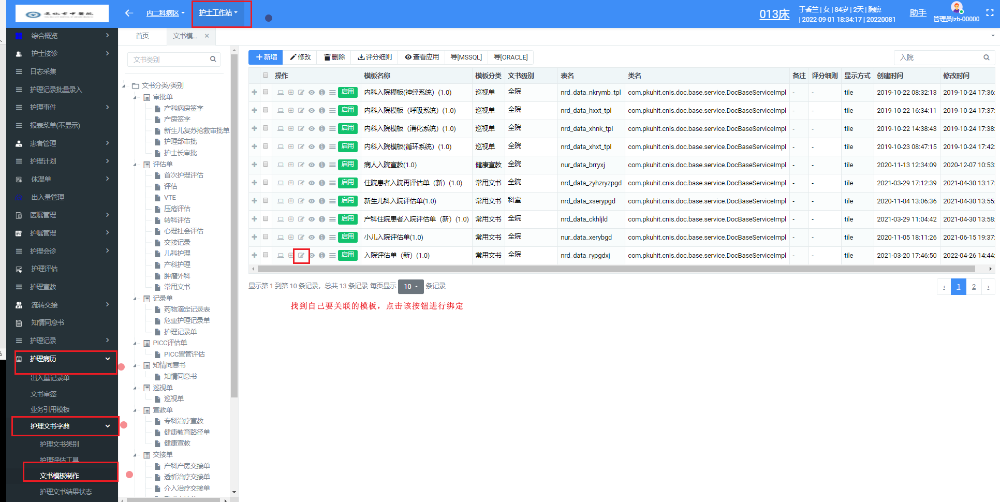 通化市中医院
内二科病区
护士工作站
013床
于香兰 | 女 | 84岁 | 2天 | 胸痹
| 2022-09-01 18:34:17 | 20220081
助手
管理员lzb-00000
综合概览
护士接诊
日志采集
护理记录批量录入
护理事件
报表菜单(不显示)
患者管理
护理计划
体温单
出入量管理
医嘱管理
护嘱管理
护理会诊
护理评估
护理宣教
流转交接
知情同意书
护理记录
护理病历
出入量记录单
文书审签
业务引用模板
护理文书字典
护理文书类别
护理评估工具
文书模板制作
护理文书结果状态
首页
文书模...
文书类别
文书分类/类别
审批单
产科病房签字
产房签字
新生儿复苏抢救审批单
护理部审批
护士长审批
评估单
首次护理评估
评估
VTE
压疮评估
转科评估
心理社会评估
交接记录
儿科护理
产科护理
肿瘤外科
常用文书
记录单
药物滴定记录表
危重护理记录单
护理记录单
PICC评估单
PICC置管评估
知情同意书
知情同意书
巡视单
巡视单
宣教单
专科治疗宣教
健康教育路径单
健康宣教
交接单
产科产房交接单
透析治疗交接单
介入治疗交接单
新增 修改 删除 评分细则 查看应用 导[MSSQL] 导[ORACLE]
入院
操作 模板名称 模板分类 文书级别 表名 类名 备注 评分细则 显示方式 创建时间 修改时间
启用 内科入院模板(神经系统）(1.0) 巡视单 全院 nrd_data_nkrymb_tpl com.pkuhit.cnis.doc.base.service.DocBaseServiceImpl - - tile 2019-10-22 08:32:13 2019-10-24 17:36:
启用 内科入院模板（呼吸系统）(1.0) 巡视单 全院 nrd_data_hxxt_tpl com.pkuhit.cnis.doc.base.service.DocBaseServiceImpl - - tile 2019-10-22 16:34:11 2019-10-24 17:37:
启用 内科入院模板（消化系统）(1.0) 巡视单 全院 nrd_data_xhnk_tpl com.pkuhit.cnis.doc.base.service.DocBaseServiceImpl - - tile 2019-10-22 14:38:43 2019-10-24 17:38:
启用 内科入院模板(循环系统）(1.0) 巡视单 全院 nrd_data_xhxt_tpl com.pkuhit.cnis.doc.base.service.DocBaseServiceImpl - - tile 2019-10-23 08:47:15 2019-10-24 17:42:
启用 病人入院宣教(1.0) 健康宣教 全院 nur_data_brryxj com.pkuhit.cnis.doc.base.service.DocBaseServiceImpl - - tile 2020-11-13 12:34:09 2020-12-07 10:53:
启用 住院患者入院再评估单（新）(1.0) 常用文书 全院 nrd_data_zyhzryzpgd com.pkuhit.cnis.doc.base.service.DocBaseServiceImpl - - tile 2021-03-29 17:12:39 2021-04-30 13:17:
启用 新生儿科入院评估单(1.0) 常用文书 科室 nrd_data_xserypgd com.pkuhit.cnis.doc.base.service.DocBaseServiceImpl - - tile 2020-11-04 13:06:36 2021-04-30 13:55:
启用 产科住院患者入院评估单（新）(1.0) 常用文书 全院 nrd_data_ckhljld com.pkuhit.cnis.doc.base.service.DocBaseServiceImpl - - tile 2021-03-29 11:04:42 2021-04-30 13:58:
启用 小儿入院评估单(1.0) 常用文书 全院 nur_data_xerybgd com.pkuhit.cnis.doc.base.service.DocBaseServiceImpl - - tile 2020-11-05 18:11:26 2021-06-15 19:37:
启用 入院评估单（新）(1.0) 常用文书 全院 nrd_data_rypgdxj com.pkuhit.cnis.doc.base.service.DocBaseServiceImpl - - tile 2021-03-20 17:46:50 2022-04-26 14:44:
显示第 1 到第 10 条记录，总共 13 条记录 每页显示 10 条记录
‹ 1 2 ›
找到自己要关联的模板，点击该按钮进行绑定